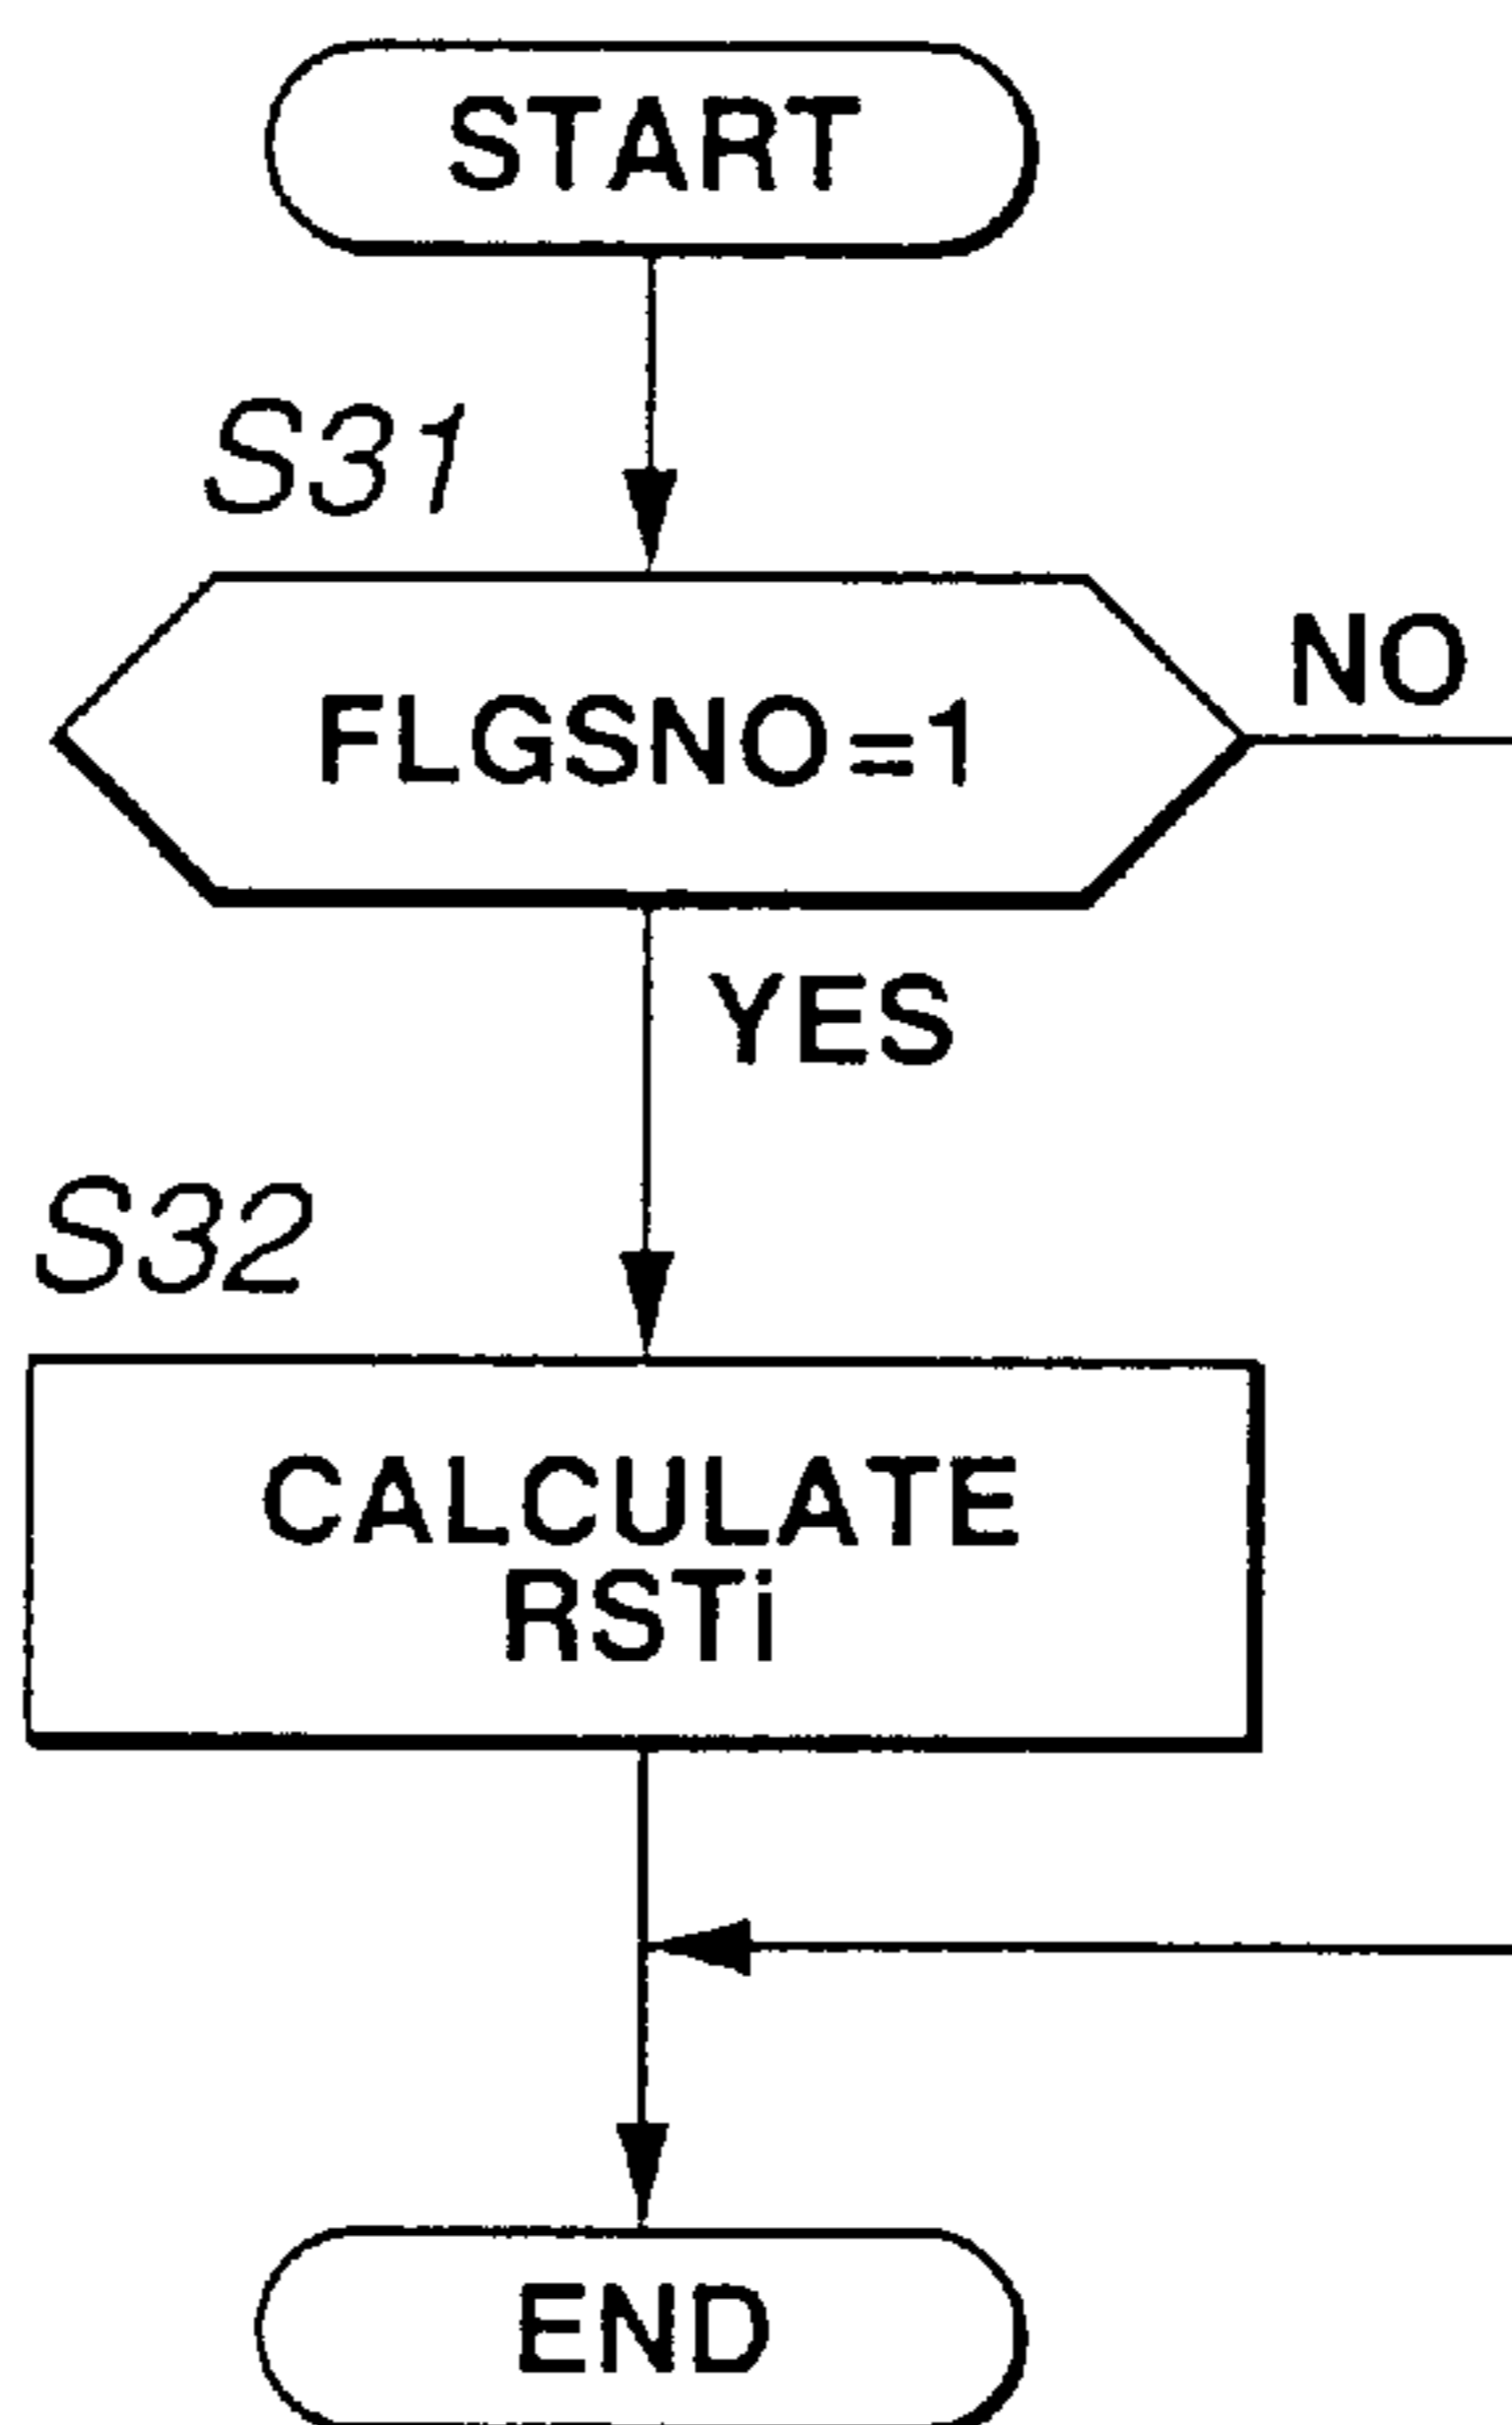 START
S31
FLGSNO=1
NO
YES
S32
CALCULATE
RSTi
END